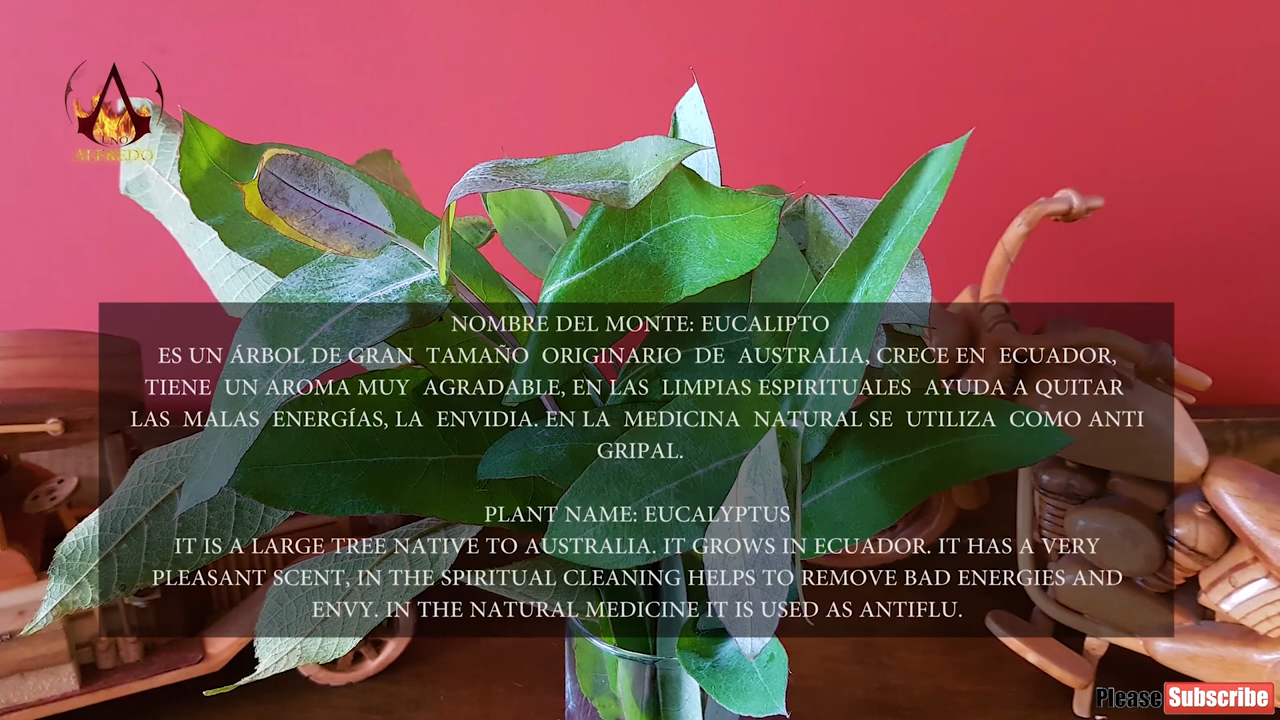 UNO
ALFREDO
NOMBRE DEL MONTE: EUCALIPTO
ES UN ÁRBOL DE GRAN TAMAÑO ORIGINARIO DE AUSTRALIA, CRECE EN ECUADOR,
TIENE UN AROMA MUY AGRADABLE, EN LAS LIMPIAS ESPIRITUALES AYUDA A QUITAR
LAS MALAS ENERGÍAS, LA ENVIDIA. EN LA MEDICINA NATURAL SE UTILIZA COMO ANTI
GRIPAL.
PLANT NAME: EUCALYPTUS
IT IS A LARGE TREE NATIVE TO AUSTRALIA. IT GROWS IN ECUADOR. IT HAS A VERY
PLEASANT SCENT, IN THE SPIRITUAL CLEANING HELPS TO REMOVE BAD ENERGIES AND
ENVY. IN THE NATURAL MEDICINE IT IS USED AS ANTIFLU.
Please Subscribe